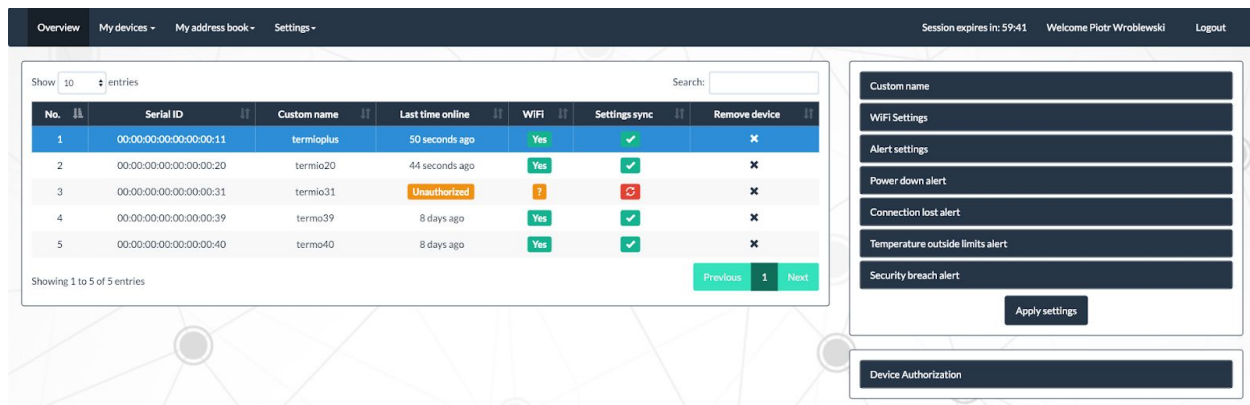 Overview My devices My address book Settings Session expires in: 59:41 Welcome Piotr Wroblewski Logout
Show 10 entries Search:
No. Serial ID Custom name Last time online WiFi Settings sync Remove device
1 00:00:00:00:00:00:00:11 termioplus 50 seconds ago Yes
2 00:00:00:00:00:00:00:20 termio20 44 seconds ago Yes
3 00:00:00:00:00:00:00:31 termio31 Unauthorized ?
4 00:00:00:00:00:00:00:39 termo39 8 days ago Yes
5 00:00:00:00:00:00:00:40 termo40 8 days ago Yes
Showing 1 to 5 of 5 entries
Previous 1 Next
Custom name
WiFi Settings
Alert settings
Power down alert
Connection lost alert
Temperature outside limits alert
Security breach alert
Apply settings
Device Authorization